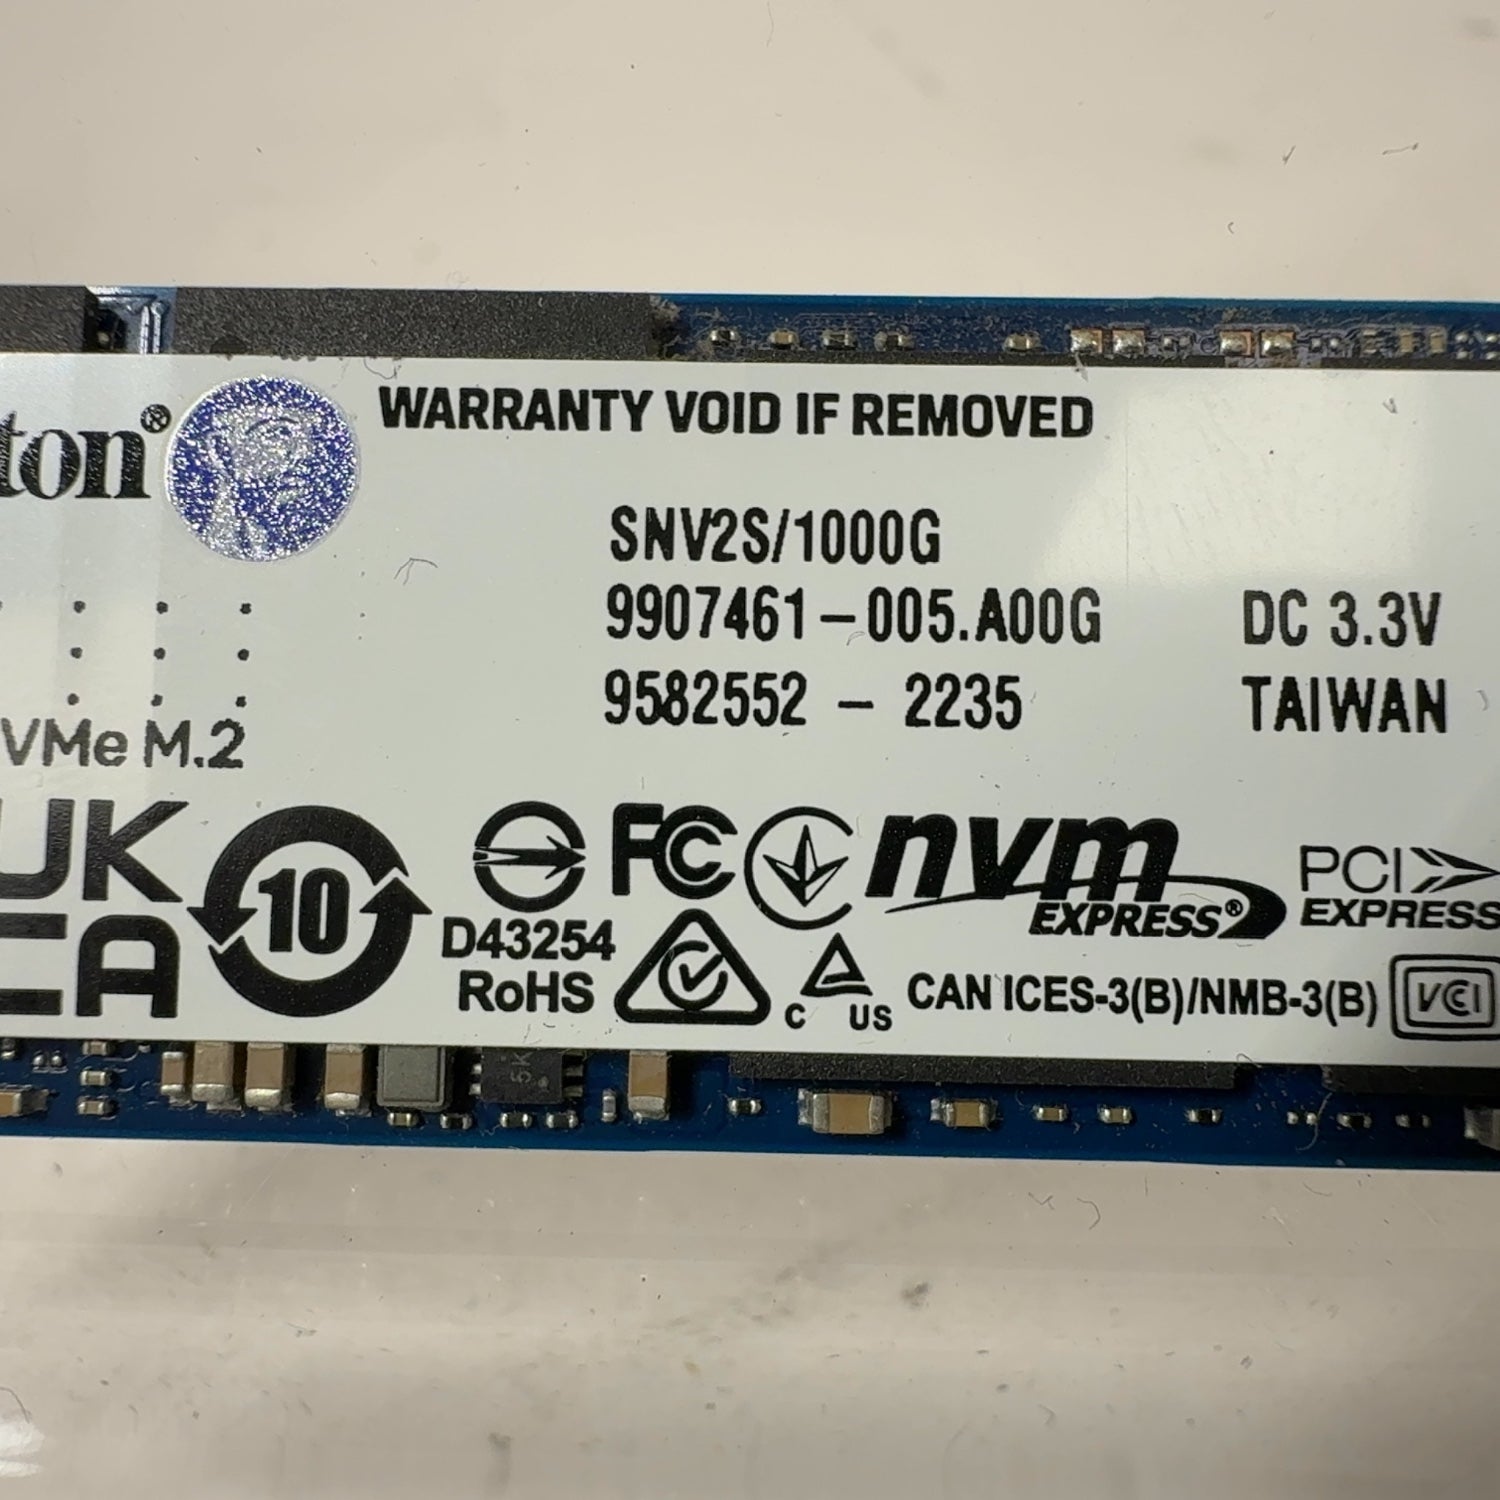 ton®
WARRANTY VOID IF REMOVED
SNV2S/1000G
9907461-005.A00G
DC 3.3V
9582552 - 2235
TAIWAN
VMe M.2
UK
CA
10
D43254
RoHS
FC
nvm
EXPRESS®
PCI
EXPRESS
C US
CAN ICES-3(B)/NMB-3(B)
VCI
5K